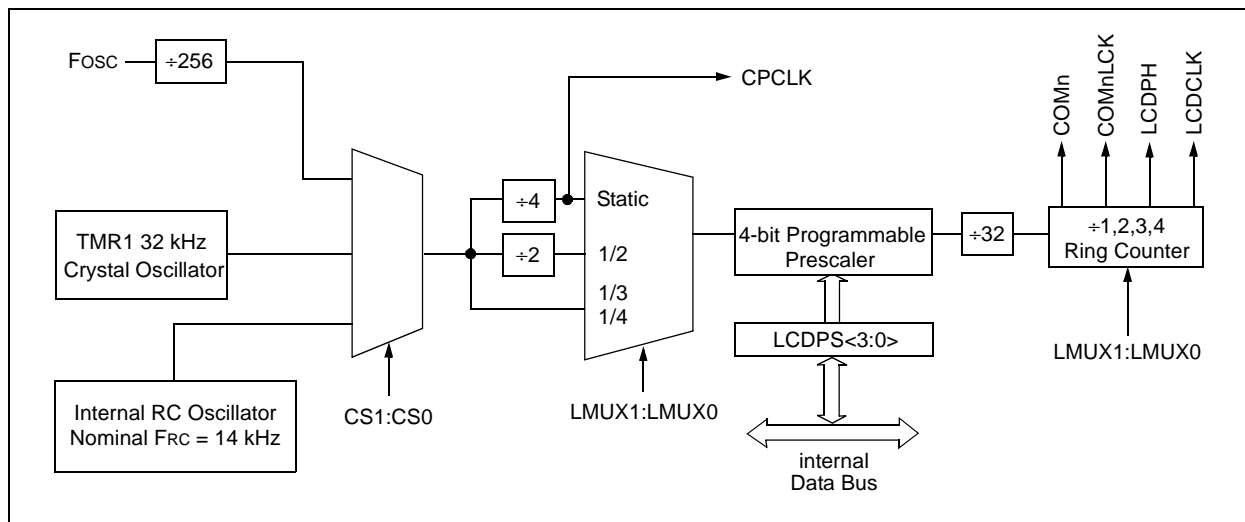 FOSC
÷256
CPCLK
COMn
COMnLCK
LCDPH
LCDCLK
TMR1 32 kHz
Crystal Oscillator
÷4
÷2
Static
1/2
1/3
1/4
4-bit Programmable
Prescaler
÷32
÷1,2,3,4
Ring Counter
LCDPS<3:0>
LMUX1:LMUX0
Internal RC Oscillator
Nominal FRC = 14 kHz
CS1:CS0
LMUX1:LMUX0
internal
Data Bus